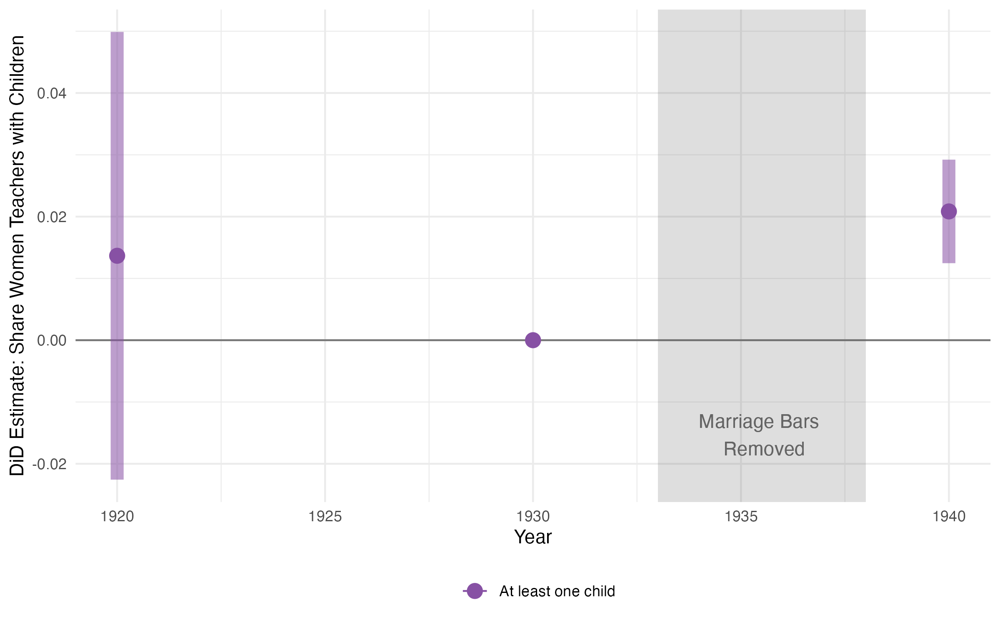 DiD Estimate: Share Women Teachers with Children
0.04
0.02
0.00
-0.02
Marriage Bars
Removed
1920
1925
1930
1935
1940
Year
At least one child